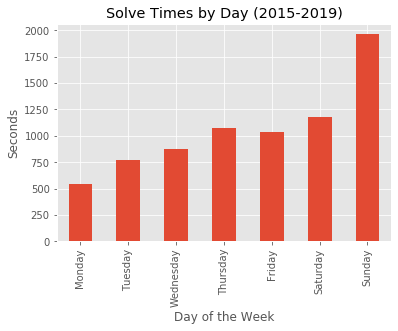 Solve Times by Day (2015-2019)
2000
1750
1500
1250
1000
750
500
250
0
Seconds
Monday
Tuesday
Wednesday
Thursday
Friday
Saturday
Sunday
Day of the Week